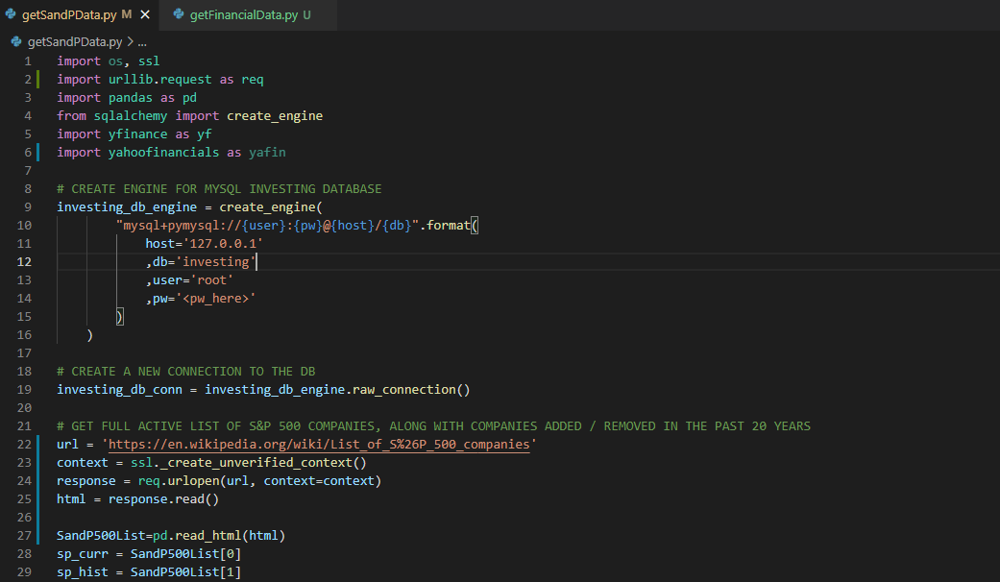 getSandPData.py M × getFinancialData.py U
getSandPData.py > ...
1 import os, ssl
2 import urllib.request as req
3 import pandas as pd
4 from sqlalchemy import create_engine
5 import yfinance as yf
6 import yahoofinancials as yafin
7
8 # CREATE ENGINE FOR MYSQL INVESTING DATABASE
9 investing_db_engine = create_engine(
10         "mysql+pymysql://{user}:{pw}@{host}/{db}".format(
11             host='127.0.0.1'
12             ,db='investing'
13             ,user='root'
14             ,pw='<pw_here>'
15         )
16     )
17
18 # CREATE A NEW CONNECTION TO THE DB
19 investing_db_conn = investing_db_engine.raw_connection()
20
21 # GET FULL ACTIVE LIST OF S&P 500 COMPANIES, ALONG WITH COMPANIES ADDED / REMOVED IN THE PAST 20 YEARS
22 url = 'https://en.wikipedia.org/wiki/List_of_S%26P_500_companies'
23 context = ssl._create_unverified_context()
24 response = req.urlopen(url, context=context)
25 html = response.read()
26
27 SandP500List=pd.read_html(html)
28 sp_curr = SandP500List[0]
29 sp_hist = SandP500List[1]